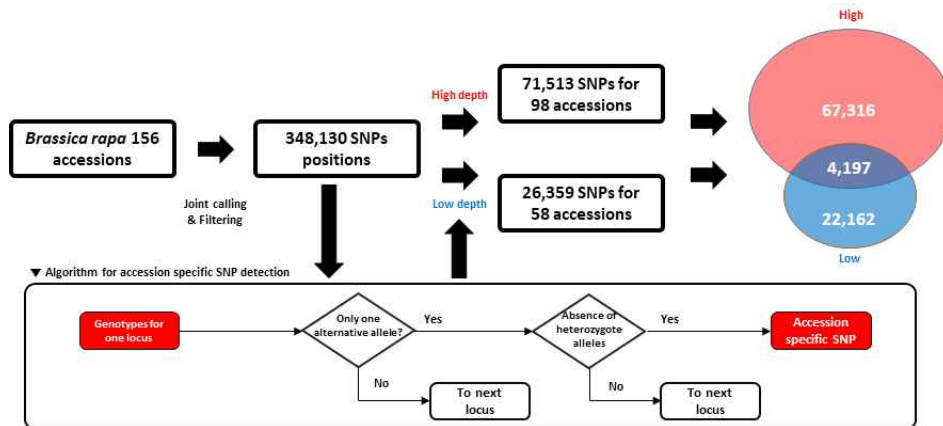 High
71,513 SNPs for
98 accessions
High depth
67,316
Brassica rapa 156
accessions
348,130 SNPs
positions
4,197
Joint calling
& Filtering
Low depth
26,359 SNPs for
58 accessions
22,162
Low
▼ Algorithm for accession specific SNP detection
Genotypes for
one locus
Only one
alternative allele?
Yes
Absence of
heterozygote
alleles
Yes
Accession
specific SNP
No
To next
locus
No
To next
locus